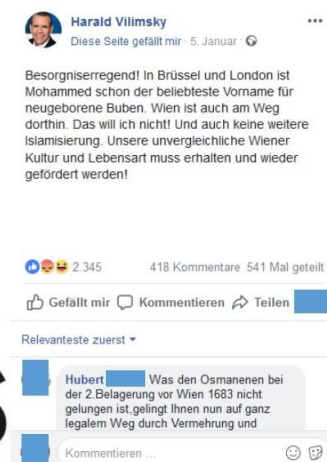 Harald Vilimsky
Diese Seite gefällt mir · 5. Januar ·
Besorgniserregend! In Brüssel und London ist
Mohammed schon der beliebteste Vorname für
neugeborene Buben. Wien ist auch am Weg
dorthin. Das will ich nicht! Und auch keine weitere
Islamisierung. Unsere unvergleichliche Wiener
Kultur und Lebensart muss erhalten und wieder
gefördert werden!
2.345 418 Kommentare 541 Mal geteilt
Gefällt mir Kommentieren Teilen
Relevanteste zuerst
Hubert Was den Osmanenen bei
der 2.Belagerung vor Wien 1683 nicht
gelungen ist,gelingt Ihnen nun auf ganz
legalem Weg durch Vermehrung und
Kommentieren ...